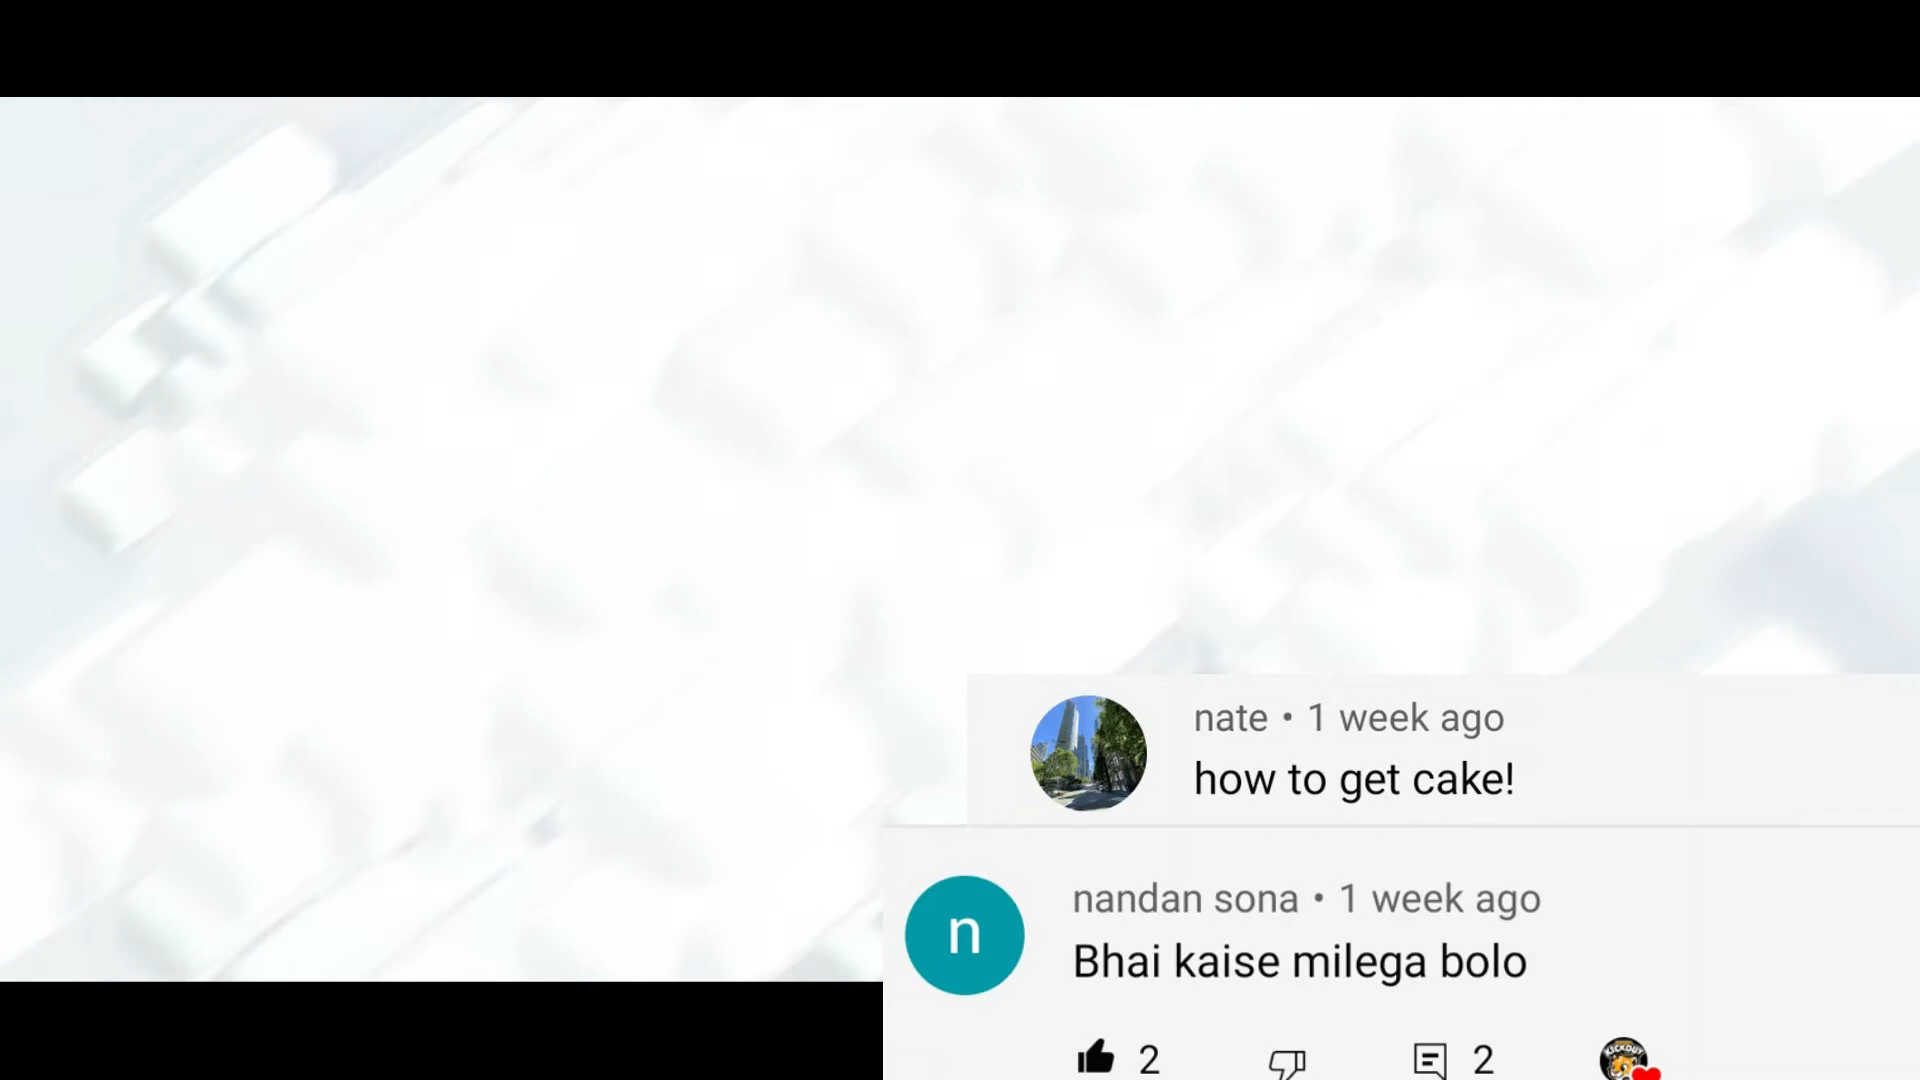 nate • 1 week ago
how to get cake!
n
nandan sona • 1 week ago
Bhai kaise milega bolo
2 2
KICKOUT